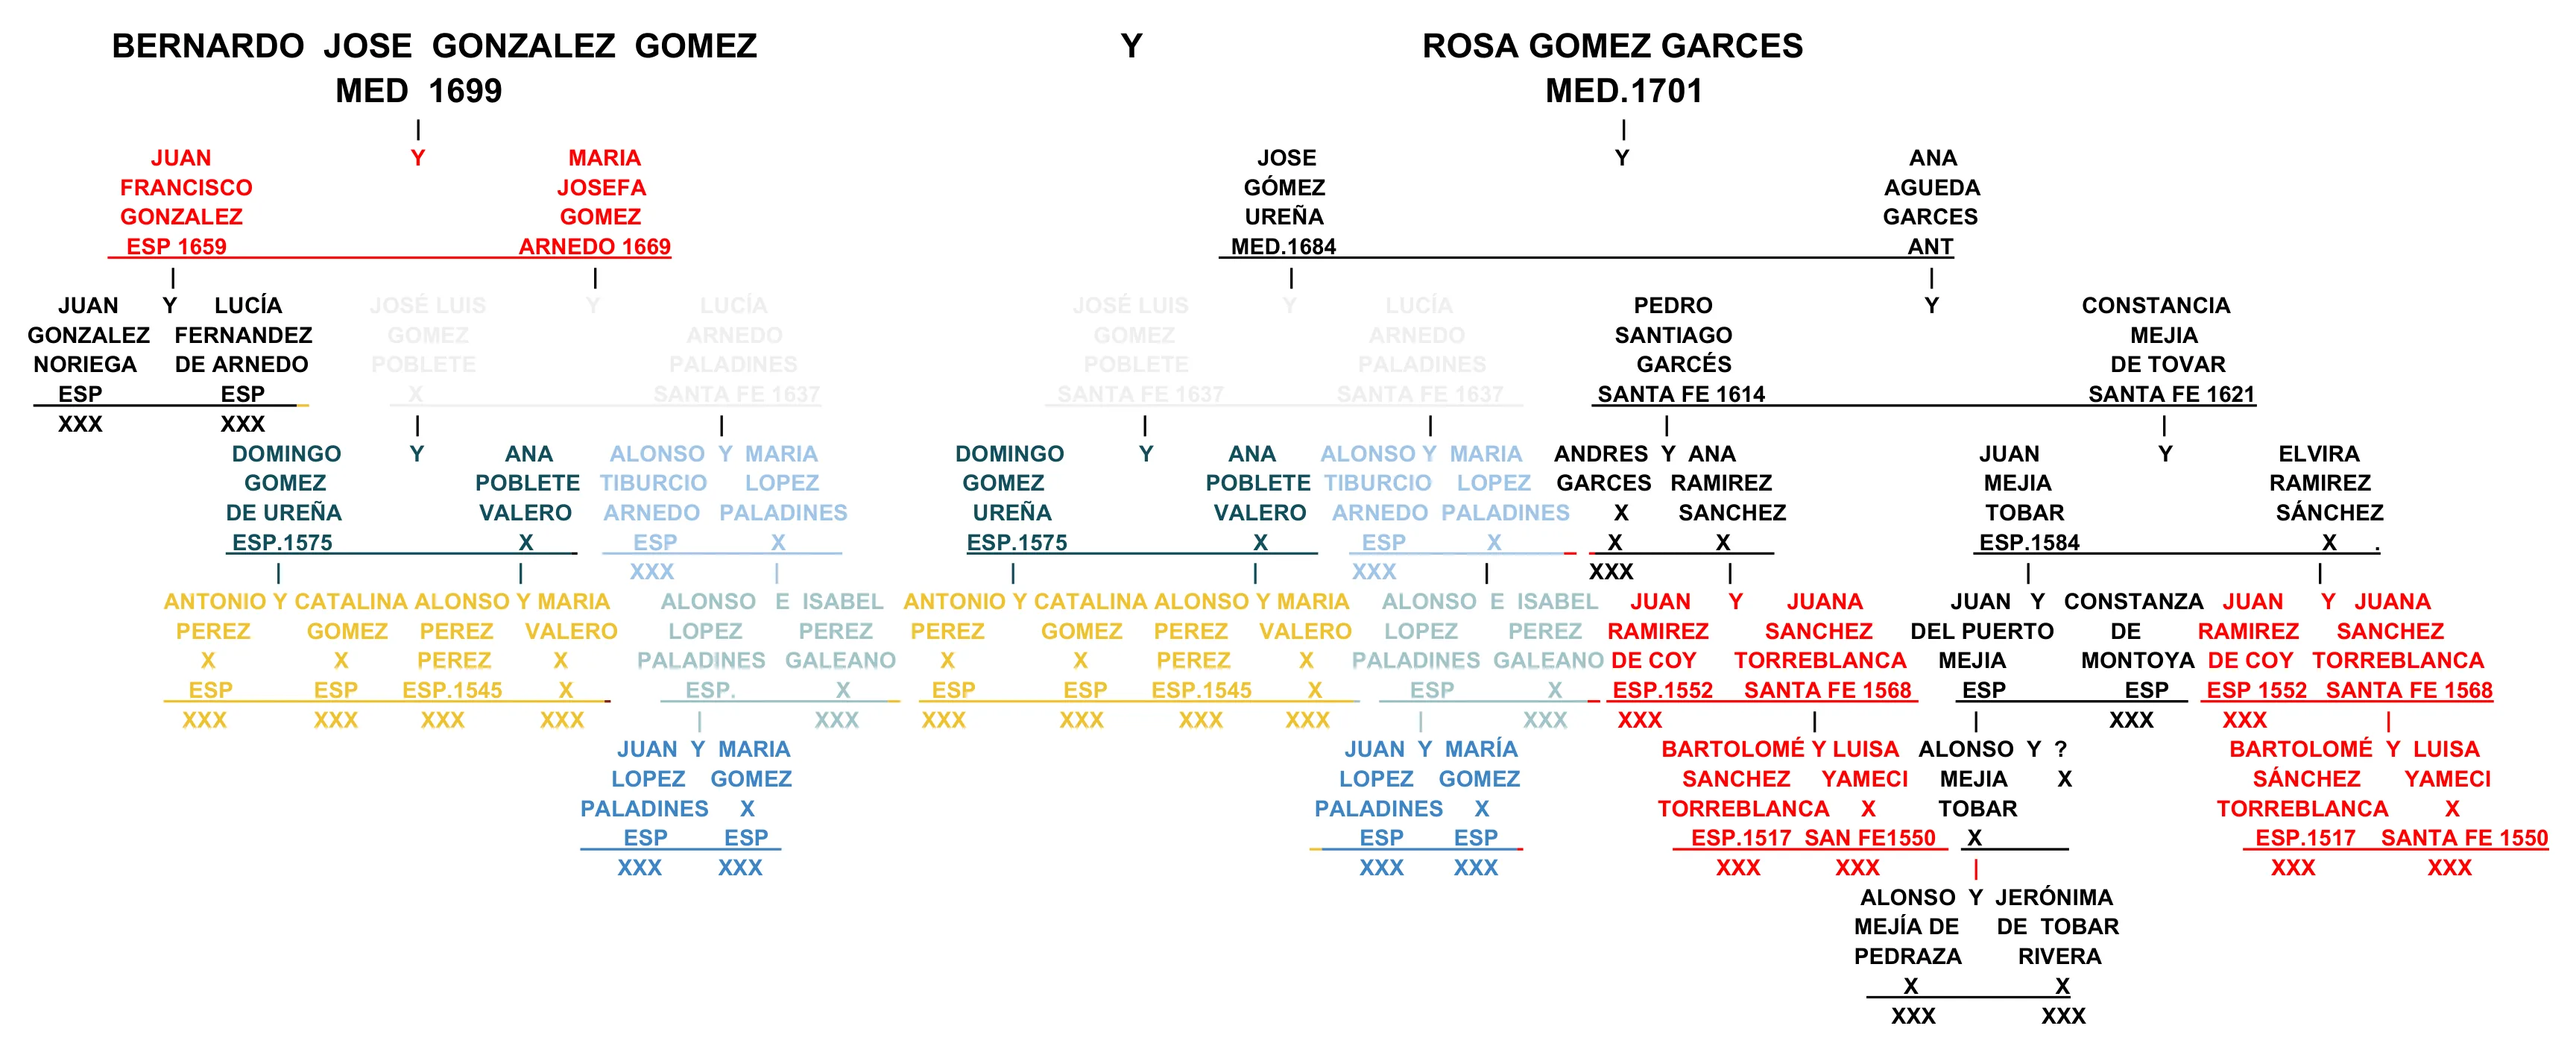 BERNARDO JOSE GONZALEZ GOMEZ Y ROSA GOMEZ GARCES
MED 1699 MED.1701
| |
JUAN Y MARIA JOSE Y ANA
FRANCISCO JOSEFA GÓMEZ AGUEDA
GONZALEZ GOMEZ UREÑA GARCES
ESP 1659 ARNEDO 1669 MED.1684 ANT
| | | |
JUAN Y LUCÍA JOSÉ LUIS Y LUCÍA JOSÉ LUIS Y LUCÍA PEDRO Y CONSTANCIA
GONZALEZ FERNANDEZ GOMEZ ARNEDO GOMEZ ARNEDO SANTIAGO MEJIA
NORIEGA DE ARNEDO POBLETE PALADINES POBLETE PALADINES GARCÉS DE TOVAR
ESP ESP X SANTA FE 1637 SANTA FE 1637 SANTA FE 1637 SANTA FE 1614 SANTA FE 1621
XXX XXX | | | | | |
DOMINGO Y ANA ALONSO Y MARIA DOMINGO Y ANA ALONSO Y MARIA ANDRES Y ANA JUAN Y ELVIRA
GOMEZ POBLETE TIBURCIO LOPEZ GOMEZ POBLETE TIBURCIO LOPEZ GARCES RAMIREZ MEJIA RAMIREZ
DE UREÑA VALERO ARNEDO PALADINES UREÑA VALERO ARNEDO PALADINES X SANCHEZ TOBAR SÁNCHEZ
ESP.1575 X ESP X ESP.1575 X ESP X X X ESP.1584 X .
| | XXX | | | XXX | XXX | | |
ANTONIO Y CATALINA ALONSO Y MARIA ALONSO E ISABEL ANTONIO Y CATALINA ALONSO Y MARIA ALONSO E ISABEL JUAN Y JUANA JUAN Y CONSTANZA JUAN Y JUANA
PEREZ GOMEZ PEREZ VALERO LOPEZ PEREZ PEREZ GOMEZ PEREZ VALERO LOPEZ PEREZ RAMIREZ SANCHEZ DEL PUERTO DE RAMIREZ SANCHEZ
X X PEREZ X PALADINES GALEANO X X PEREZ X PALADINES GALEANO DE COY TORREBLANCA MEJIA MONTOYA DE COY TORREBLANCA
ESP ESP ESP.1545 X ESP. X ESP ESP ESP.1545 X ESP X ESP.1552 SANTA FE 1568 ESP ESP ESP 1552 SANTA FE 1568
XXX XXX XXX XXX | XXX XXX XXX XXX XXX | XXX XXX | | XXX XXX |
JUAN Y MARIA JUAN Y MARÍA BARTOLOMÉ Y LUISA ALONSO Y ? BARTOLOMÉ Y LUISA
LOPEZ GOMEZ LOPEZ GOMEZ SANCHEZ YAMECI MEJIA X SÁNCHEZ YAMECI
PALADINES X PALADINES X TORREBLANCA X TOBAR TORREBLANCA X
ESP ESP ESP ESP ESP.1517 SAN FE1550 X ESP.1517 SANTA FE 1550
XXX XXX XXX XXX XXX XXX | XXX XXX
ALONSO Y JERÓNIMA
MEJÍA DE DE TOBAR
PEDRAZA RIVERA
X X
XXX XXX